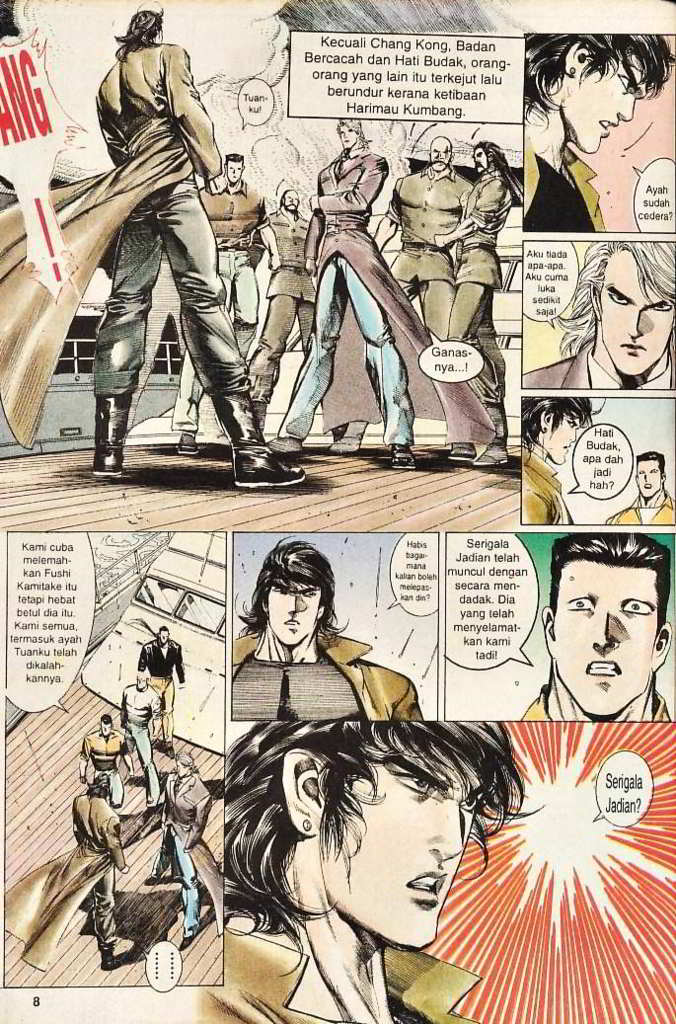 ANG
!
Kecuali Chang Kong, Badan
Bercacah dan Hati Budak, orang-
orang yang lain itu terkejut lalu
berundur kerana ketibaan
Harimau Kumbang.
Tuan-
ku!
Ganas-
nya...!
Ayah
sudah
cedera?
Aku tiada
apa-apa.
Aku cuma
luka
sedikit
saja!
Hati
Budak,
apa dah
jadi
hah?
Kami cuba
melemah-
kan Fushi
Kamitake itu
tetapi hebat
betul dia itu.
Kami semua,
termasuk ayah
Tuanku telah
dikalah-
kannya.
Habis
bagai-
mana
kalian boleh
melepas-
kan diri?
Serigala
Jadian telah
muncul dengan
secara men-
dadak. Dia
yang telah
menyelamat-
kan kami
tadi!
Serigala
Jadian?
8